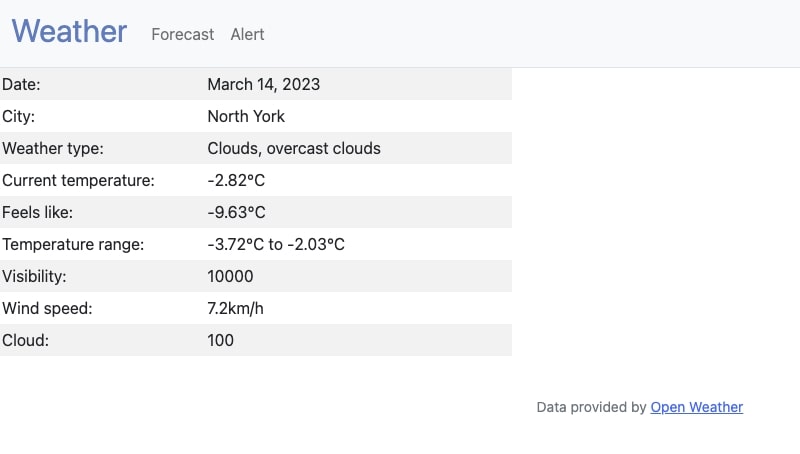 Weather Forecast Alert
Date: March 14, 2023
City: North York
Weather type: Clouds, overcast clouds
Current temperature: -2.82°C
Feels like: -9.63°C
Temperature range: -3.72°C to -2.03°C
Visibility: 10000
Wind speed: 7.2km/h
Cloud: 100
Data provided by Open Weather